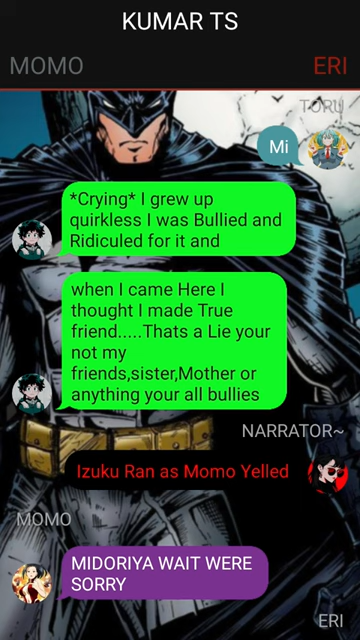 KUMAR TS
MOMO
ERI
TORU
Mi
*Crying* I grew up
quirkless I was Bullied and
Ridiculed for it and
when I came Here I
thought I made True
friend.....Thats a Lie your
not my
friends,sister,Mother or
anything your all bullies
NARRATOR~
Izuku Ran as Momo Yelled
MOMO
MIDORIYA WAIT WERE
SORRY
ERI